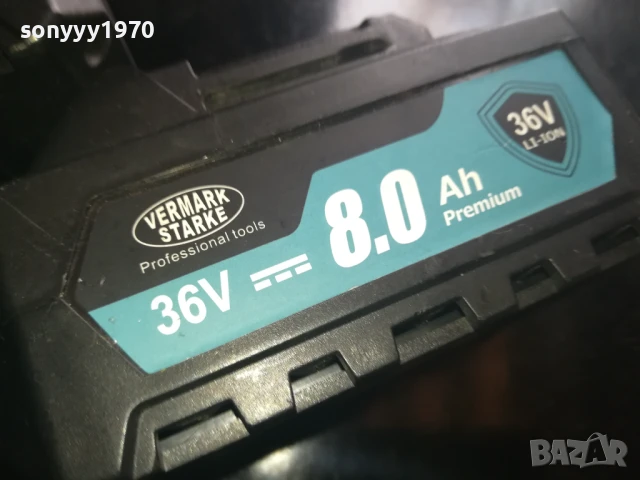 sonyyy1970
36V
LI-ION
VERMARK
STARKE
Professional tools
36V
8.0 Ah
Premium
BAZAR